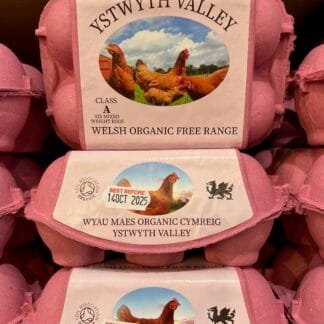 YSTWYTH VALLEY
CLASS
A
SIX MIXED
WEIGHT EGGS
WELSH ORGANIC FREE RANGE
BEST BEFORE
14OCT 2025
ORGANIC
WYAU MAES ORGANIC CYMREIG
YSTWYTH VALLEY